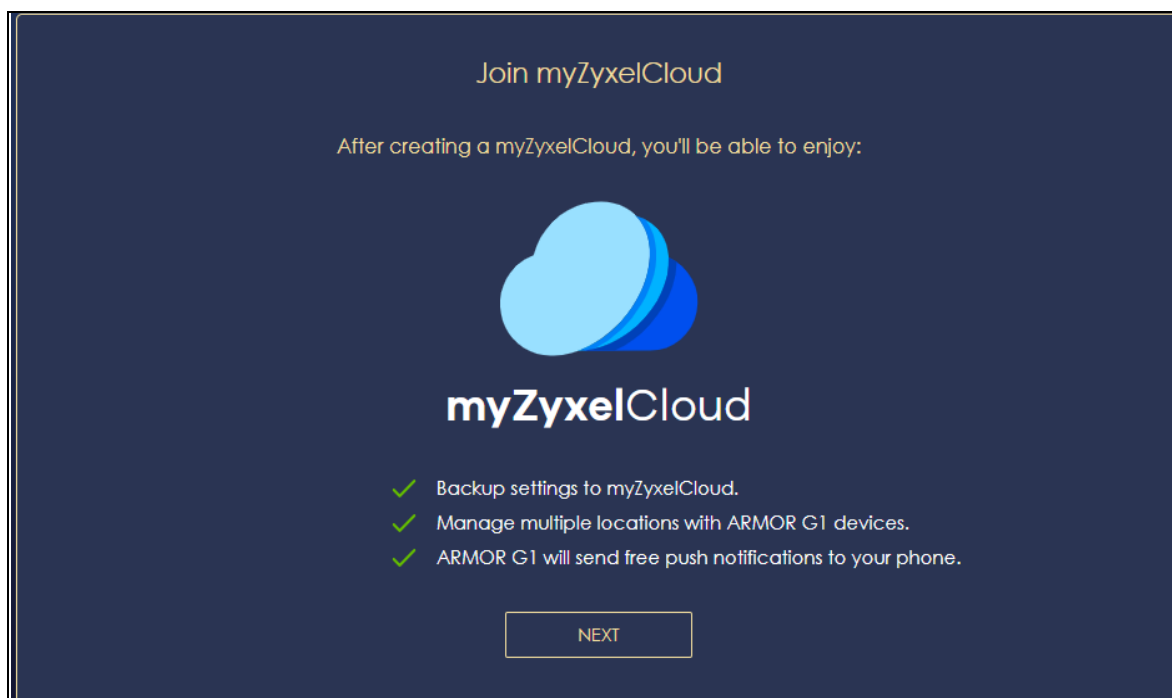 Join myZyxelCloud
After creating a myZyxelCloud, you'll be able to enjoy:
myZyxelCloud
Backup settings to myZyxelCloud.
Manage multiple locations with ARMOR G1 devices.
ARMOR G1 will send free push notifications to your phone.
NEXT